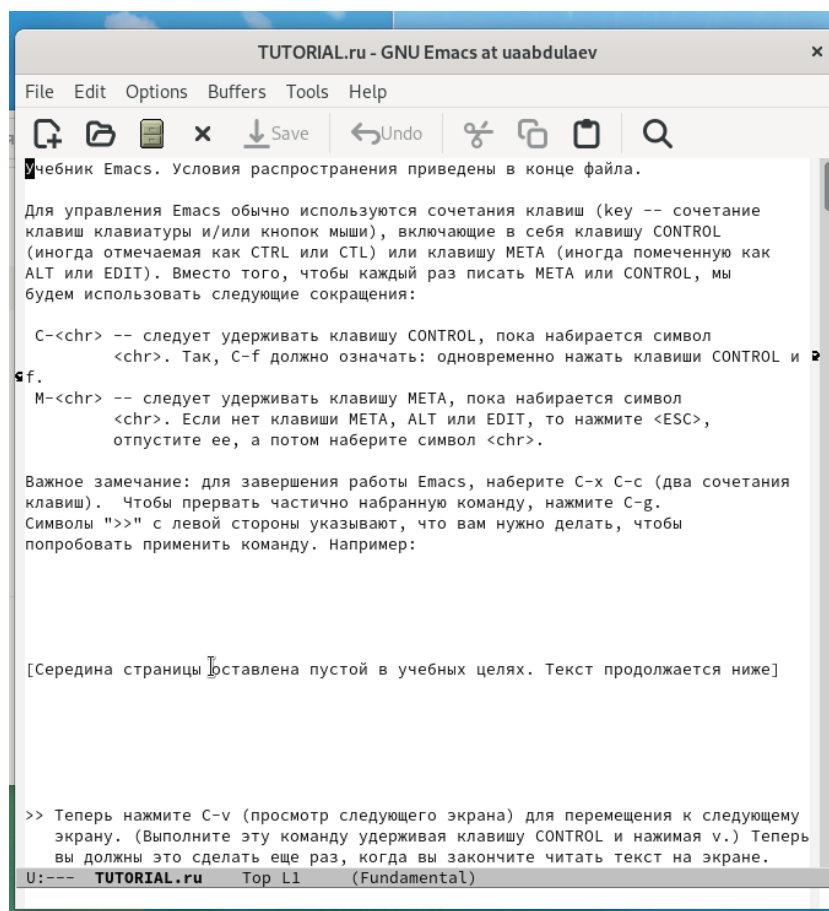 TUTORIAL.ru - GNU Emacs at uaabdulaev
File Edit Options Buffers Tools Help
Save Undo
Учебник Emacs. Условия распространения приведены в конце файла.
Для управления Emacs обычно используются сочетания клавиш (key -- сочетание
клавиш клавиатуры и/или кнопок мыши), включающие в себя клавишу CONTROL
(иногда отмечаемая как CTRL или CTL) или клавишу META (иногда помеченную как
ALT или EDIT). Вместо того, чтобы каждый раз писать META или CONTROL, мы
будем использовать следующие сокращения:
C-<chr> -- следует удерживать клавишу CONTROL, пока набирается символ
<chr>. Так, C-f должно означать: одновременно нажать клавиши CONTROL и
f.
M-<chr> -- следует удерживать клавишу META, пока набирается символ
<chr>. Если нет клавиши META, ALT или EDIT, то нажмите <ESC>,
отпустите ее, а потом наберите символ <chr>.
Важное замечание: для завершения работы Emacs, наберите C-x C-c (два сочетания
клавиш).  Чтобы прервать частично набранную команду, нажмите C-g.
Символы ">>" с левой стороны указывают, что вам нужно делать, чтобы
попробовать применить команду. Например:
[Середина страницы оставлена пустой в учебных целях. Текст продолжается ниже]
>> Теперь нажмите C-v (просмотр следующего экрана) для перемещения к следующему
экрану. (Выполните эту команду удерживая клавишу CONTROL и нажимая v.) Теперь
вы должны это сделать еще раз, когда вы закончите читать текст на экране.
U:--- TUTORIAL.ru Top L1 (Fundamental)